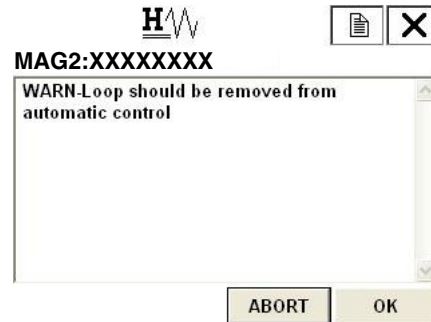 H
MAG2:XXXXXXXX
WARN-Loop should be removed from
automatic control
ABORT OK